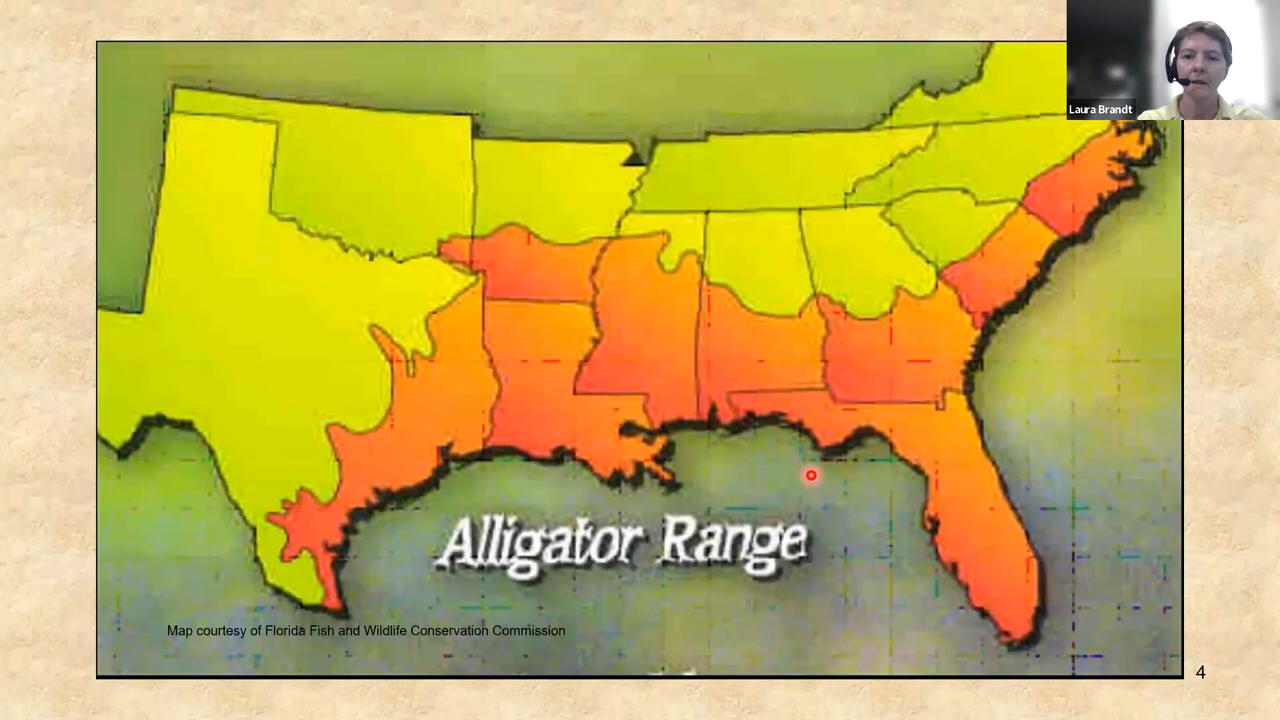 Laura Brandt
Alligator Range
Map courtesy of Florida Fish and Wildlife Conservation Commission
4